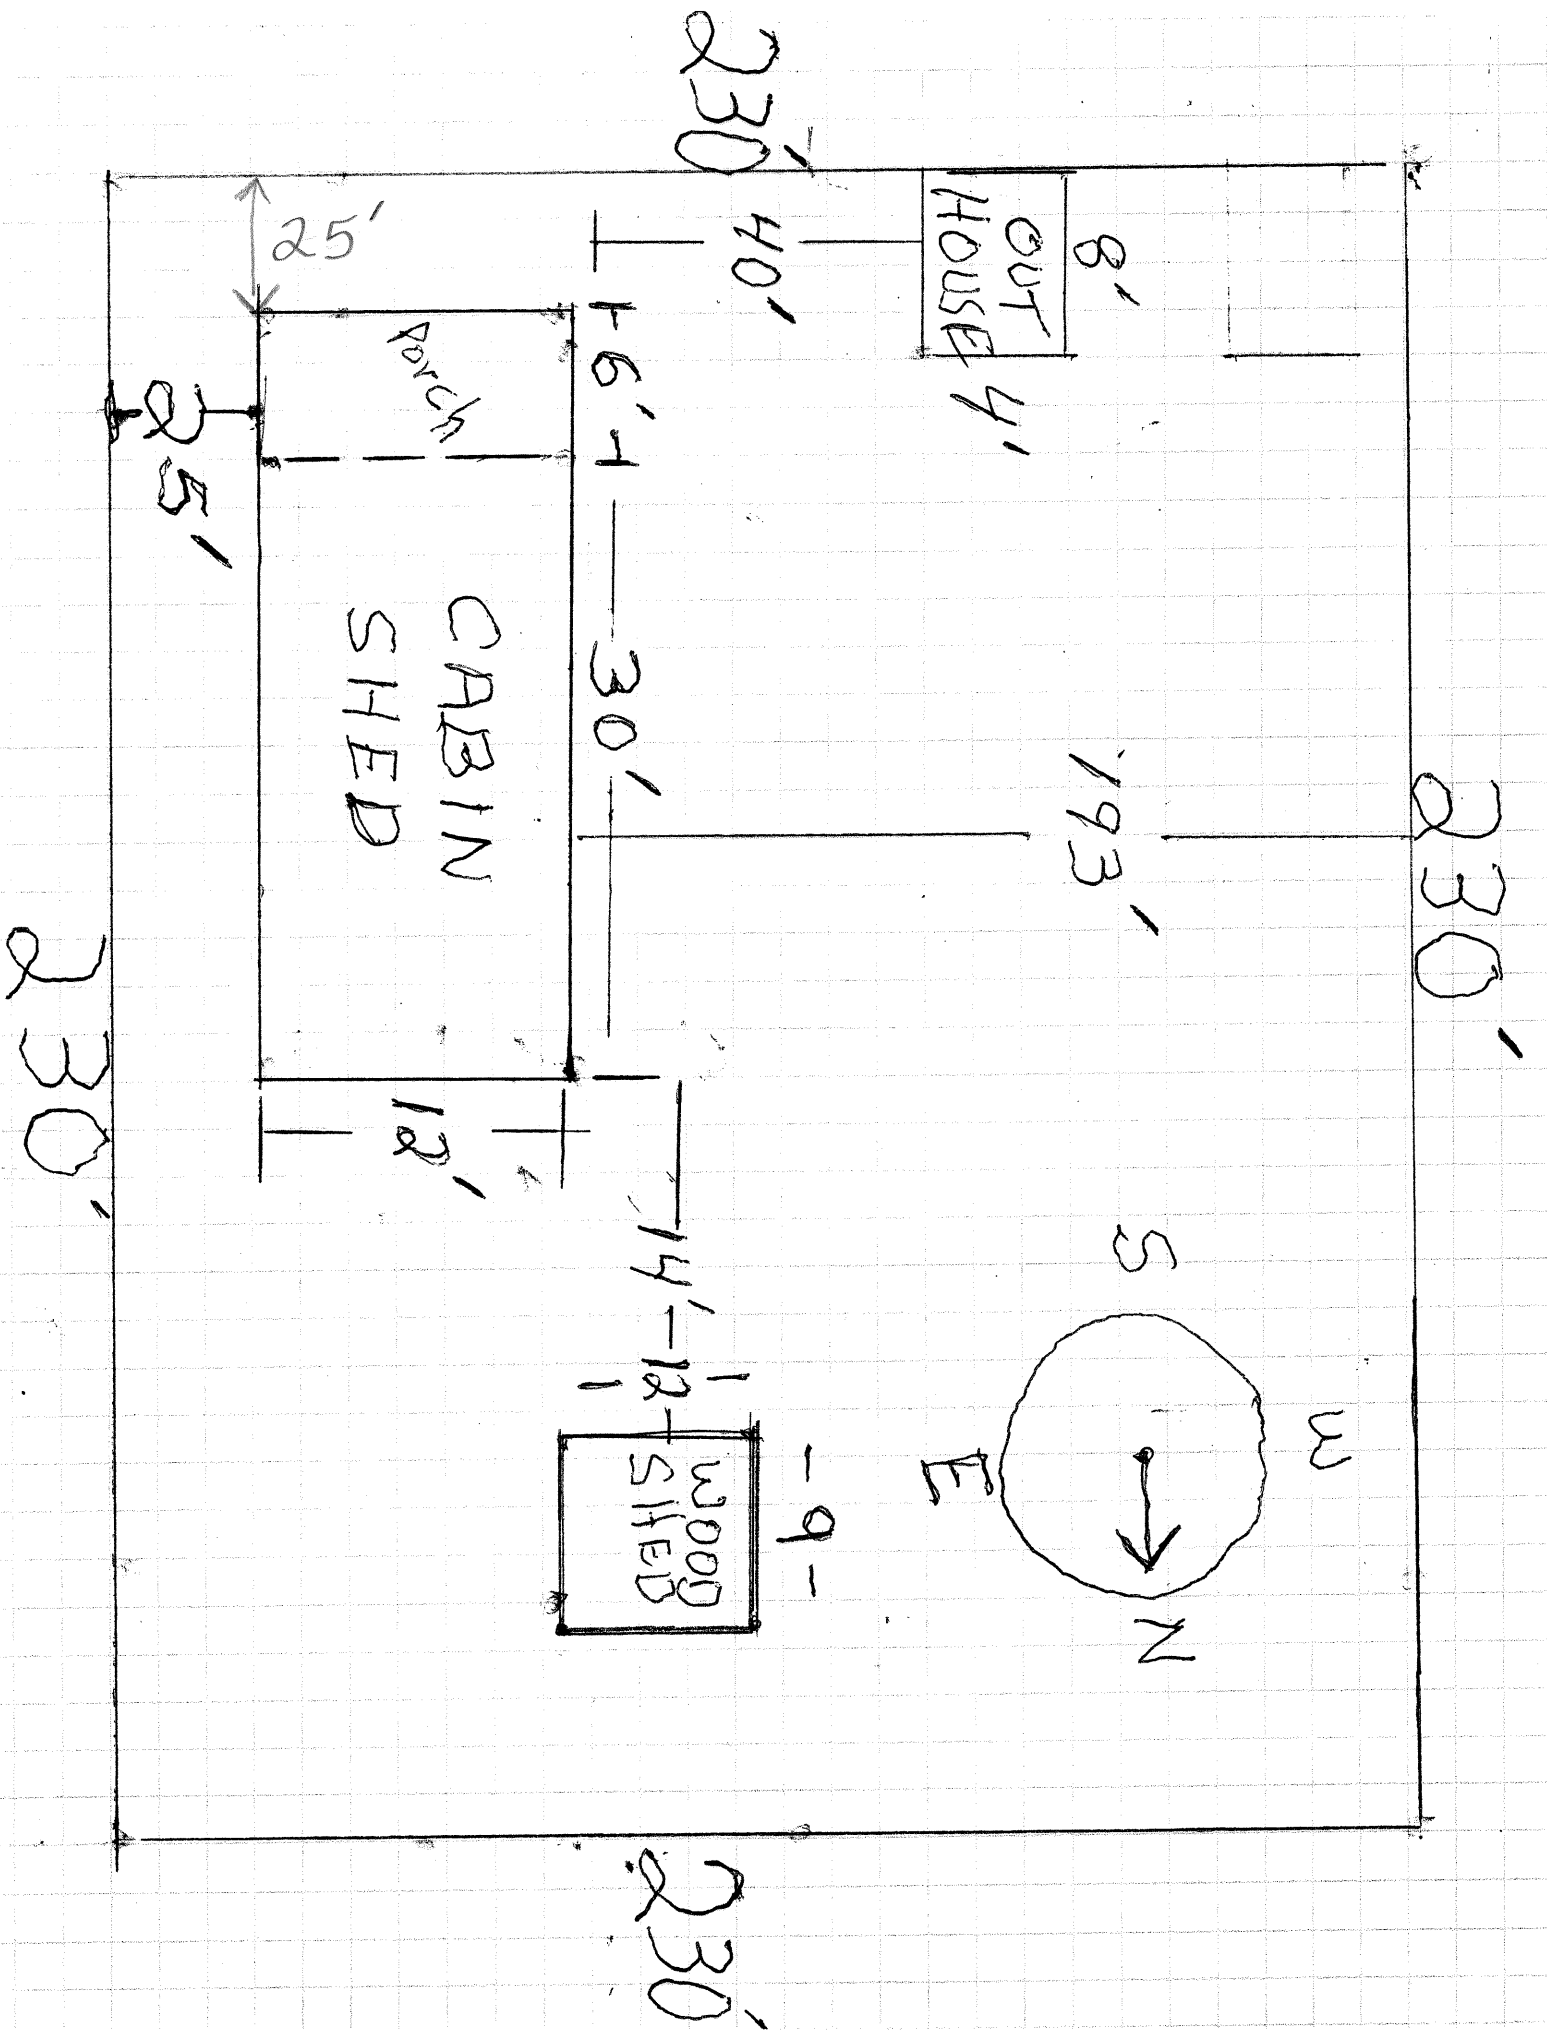 230'
230'
230'
230'
25'
25'
PORCH
6'
30'
CABIN
SHED
12'
40'
OUT
HOUSE
8'
4'
193'
14'
12
WOOD
SHED
-9-
S
W
E
N